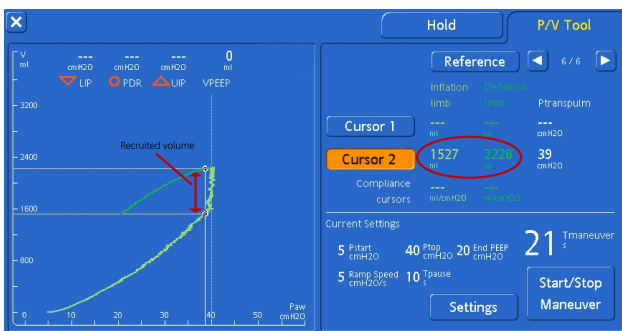 X
Hold
P/V Tool
V
ml
---
cmH2O
---
cmH2O
---
cmH2O
0
ml
LIP
PDR
UIP
VPEEP
3200
2400
1600
800
0
10
20
30
40
50
Paw
cmH2O
Recruited volume
Reference
6 / 6
Inflation
limb
Deflation
limb
Ptranspulm
Cursor 1
---
ml
---
ml
---
cmH2O
Cursor 2
1527
ml
2228
ml
39
cmH2O
Compliance
cursors
---
ml/cmH2O
---
ml/cmH2O
Current Settings
5 Pstart
cmH2O
40 Ptop
cmH2O
20 End PEEP
cmH2O
21 Tmaneuver
s
5 Ramp Speed
cmH2O/s
10 Tpause
s
Settings
Start/Stop
Maneuver